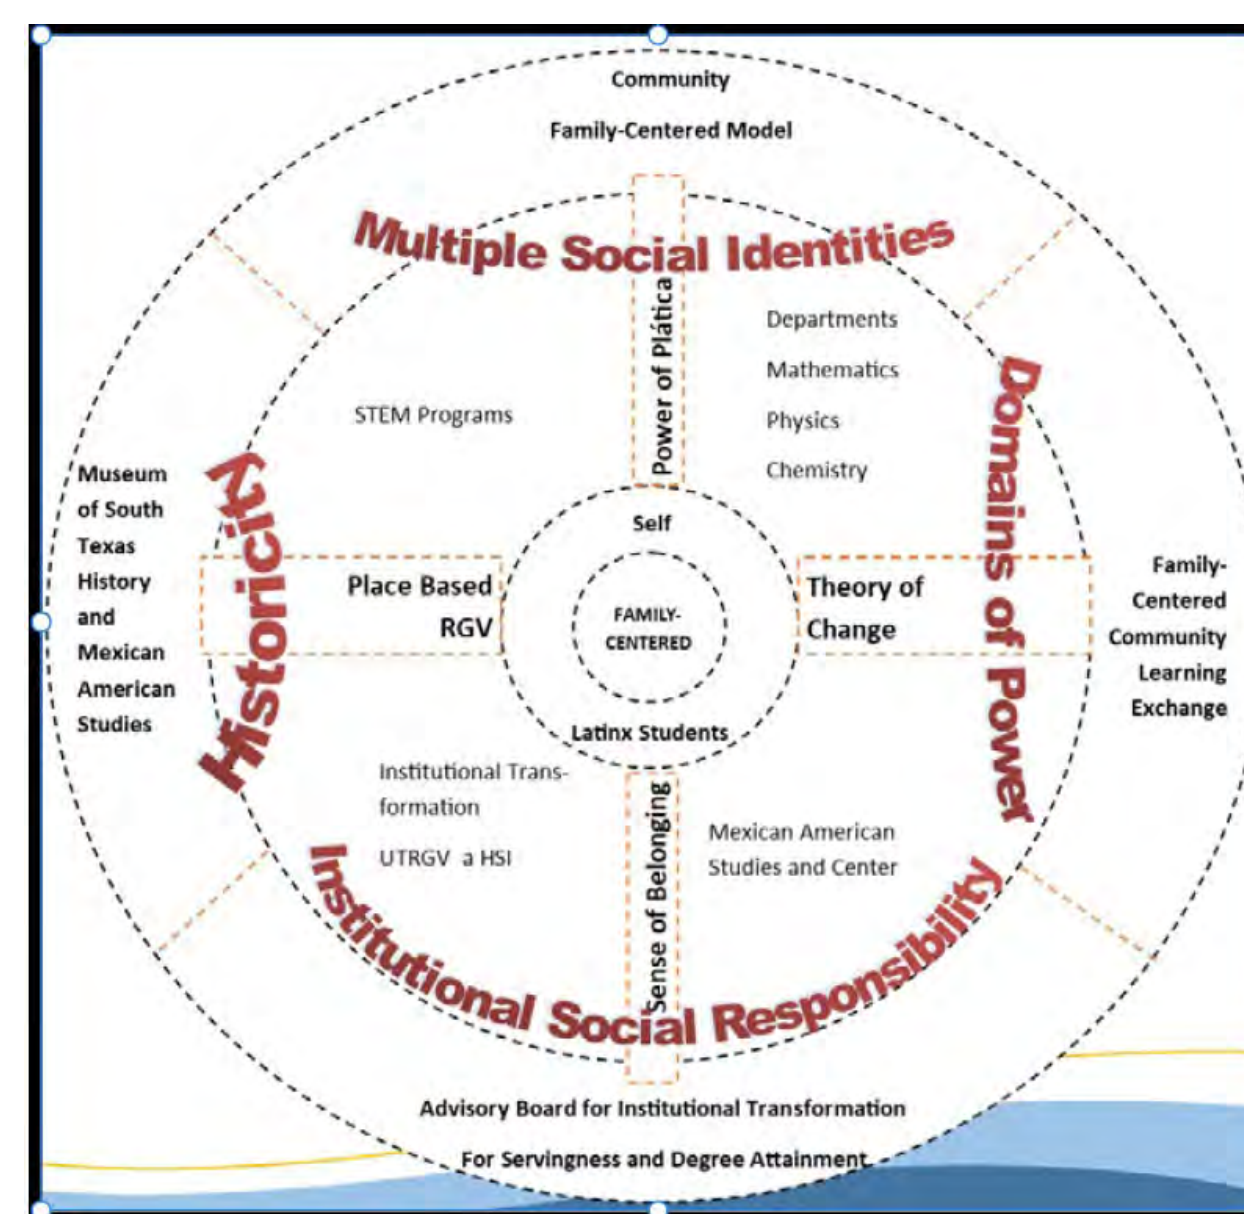 Community
Family-Centered Model
Multiple Social Identities
Power of Plática
Departments
Mathematics
Physics
Chemistry
STEM Programs
Domains of Power
Historicity
Museum
of South
Texas
History
and
Mexican
American
Studies
Self
FAMILY-
CENTERED
Latinx Students
Place Based
RGV
Theory of
Change
Family-
Centered
Community
Learning
Exchange
Institutional Trans-
formation
UTRGV a HSI
Sense of Belonging
Mexican American
Studies and Center
Institutional Social Responsibility
Advisory Board for Institutional Transformation
For Servingness and Degree Attainment